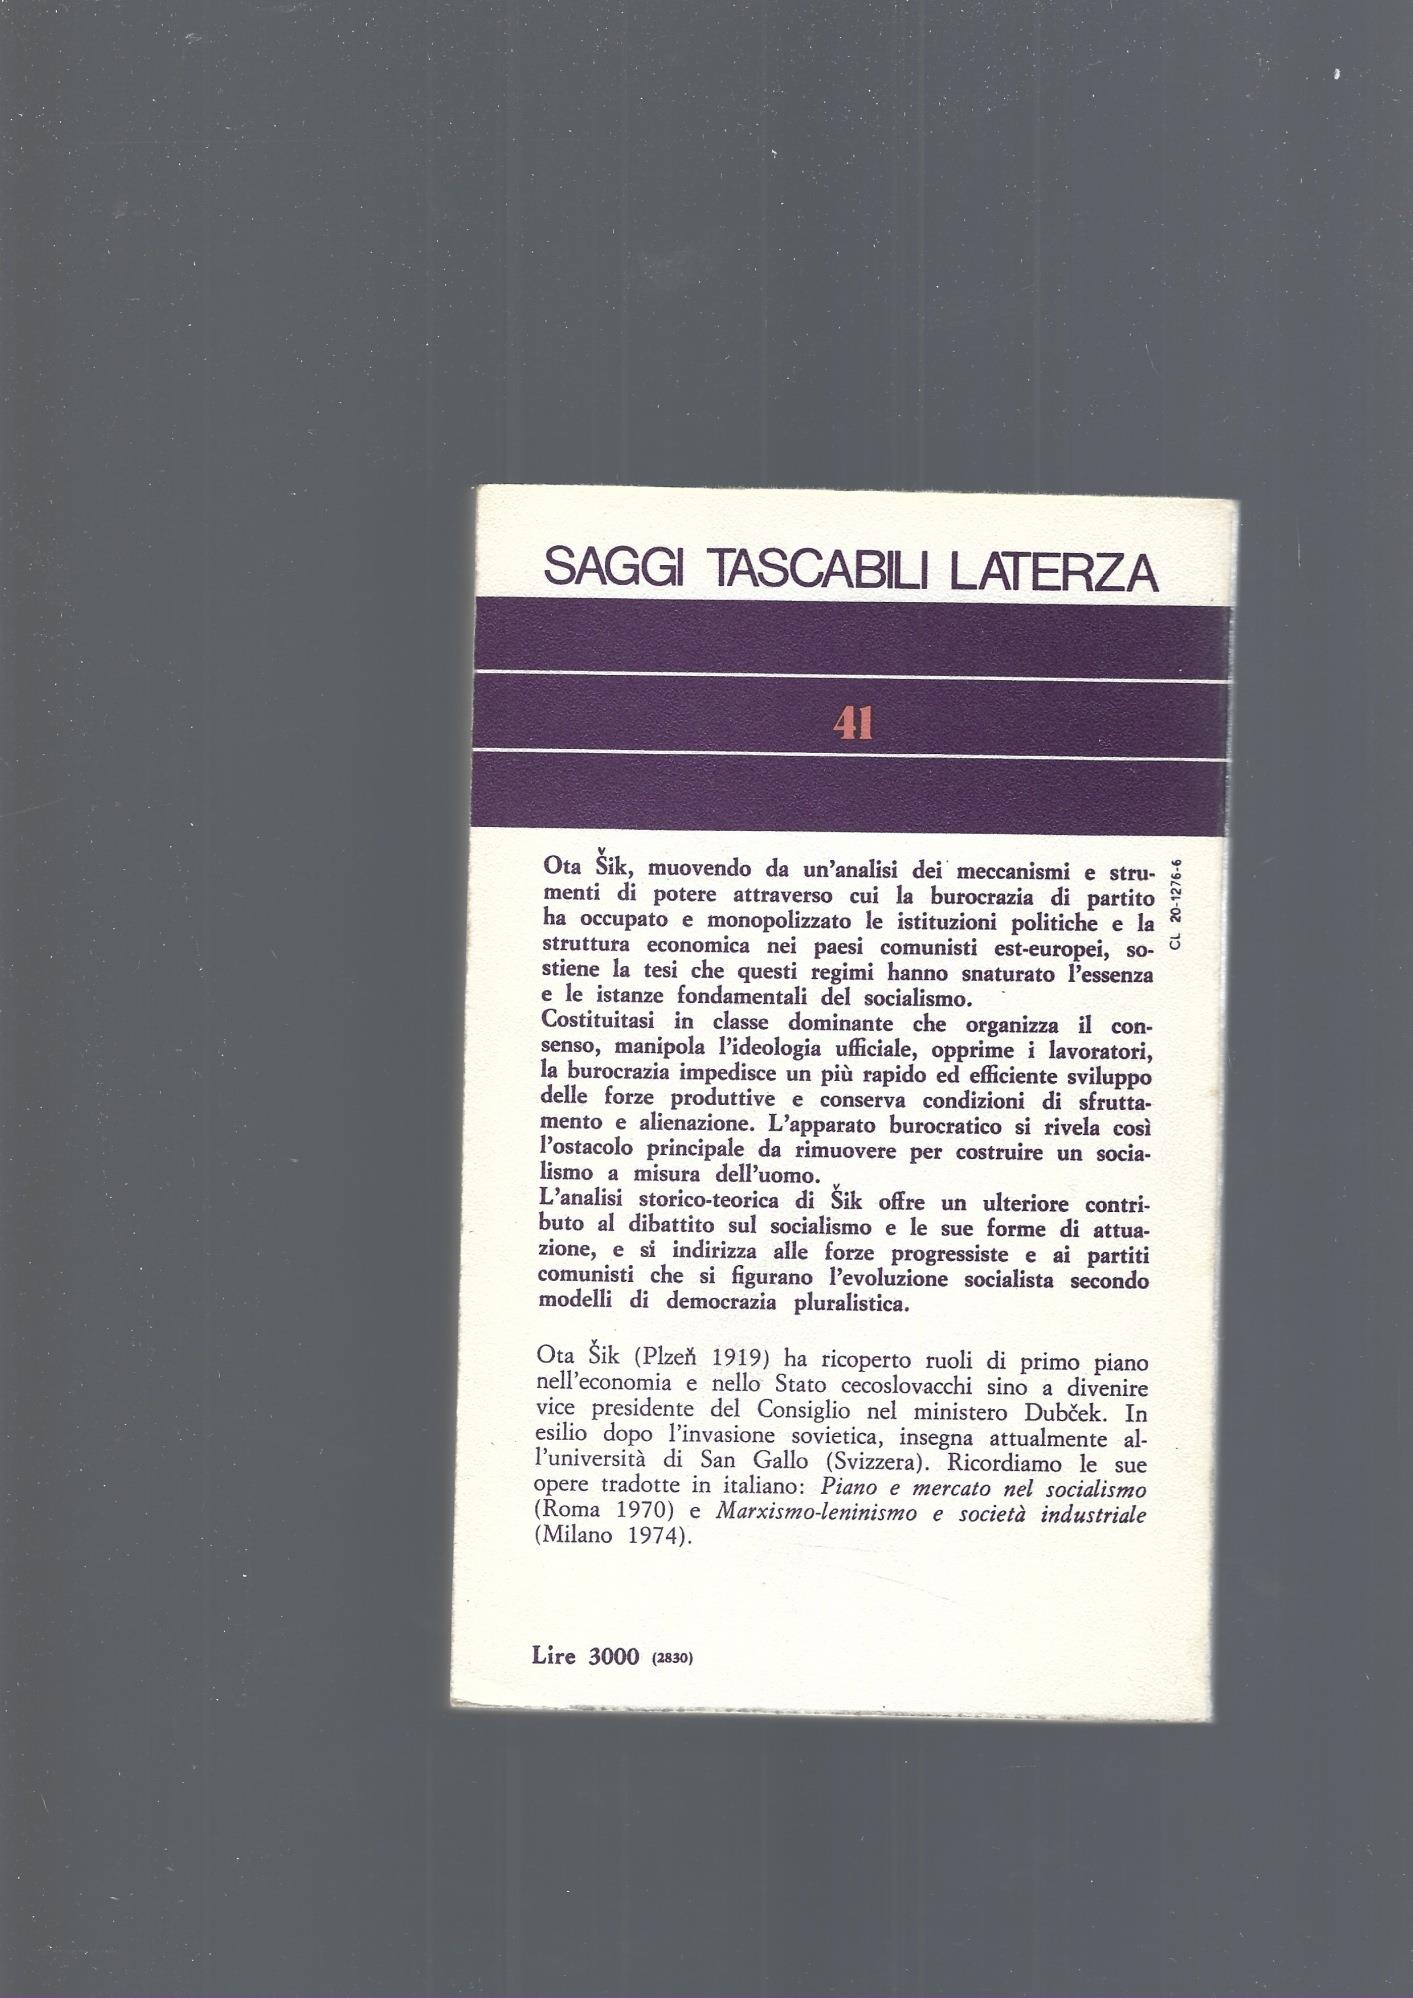 SAGGI TASCABILI LATERZA
41
Ota Šik, muovendo da un'analisi dei meccanismi e stru-
menti di potere attraverso cui la burocrazia di partito
ha occupato e monopolizzato le istituzioni politiche e la
struttura economica nei paesi comunisti est-europei, so-
stiene la tesi che questi regimi hanno snaturato l'essenza
e le istanze fondamentali del socialismo.
Costituitasi in classe dominante che organizza il con-
senso, manipola l'ideologia ufficiale, opprime i lavoratori,
la burocrazia impedisce un più rapido ed efficiente sviluppo
delle forze produttive e conserva condizioni di sfrutta-
mento e alienazione. L'apparato burocratico si rivela così
l'ostacolo principale da rimuovere per costruire un socia-
lismo a misura dell'uomo.
L'analisi storico-teorica di Šik offre un ulteriore contri-
buto al dibattito sul socialismo e le sue forme di attua-
zione, e si indirizza alle forze progressiste e ai partiti
comunisti che si figurano l'evoluzione socialista secondo
modelli di democrazia pluralistica.
Ota Šik (Plzeň 1919) ha ricoperto ruoli di primo piano
nell'economia e nello Stato cecoslovacchi sino a divenire
vice presidente del Consiglio nel ministero Dubček. In
esilio dopo l'invasione sovietica, insegna attualmente al-
l'università di San Gallo (Svizzera). Ricordiamo le sue
opere tradotte in italiano: Piano e mercato nel socialismo
(Roma 1970) e Marxismo-leninismo e società industriale
(Milano 1974).
Lire 3000 (2830)
CL 20-1276-6